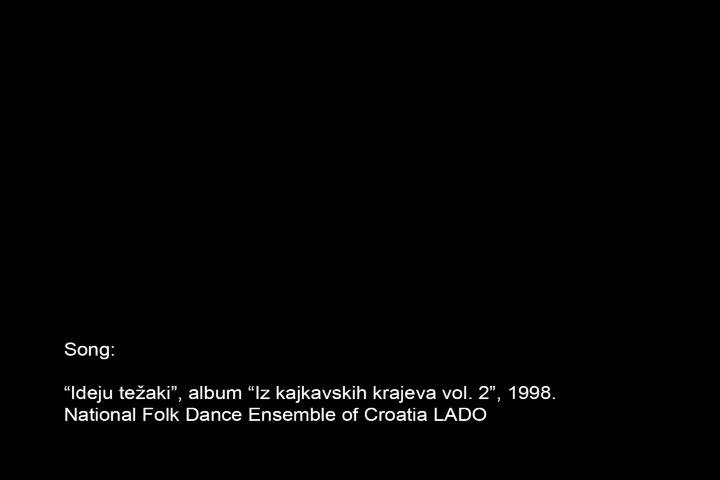 Song:
“Ideju težaki”, album “Iz kajkavskih krajeva vol. 2”, 1998.
National Folk Dance Ensemble of Croatia LADO